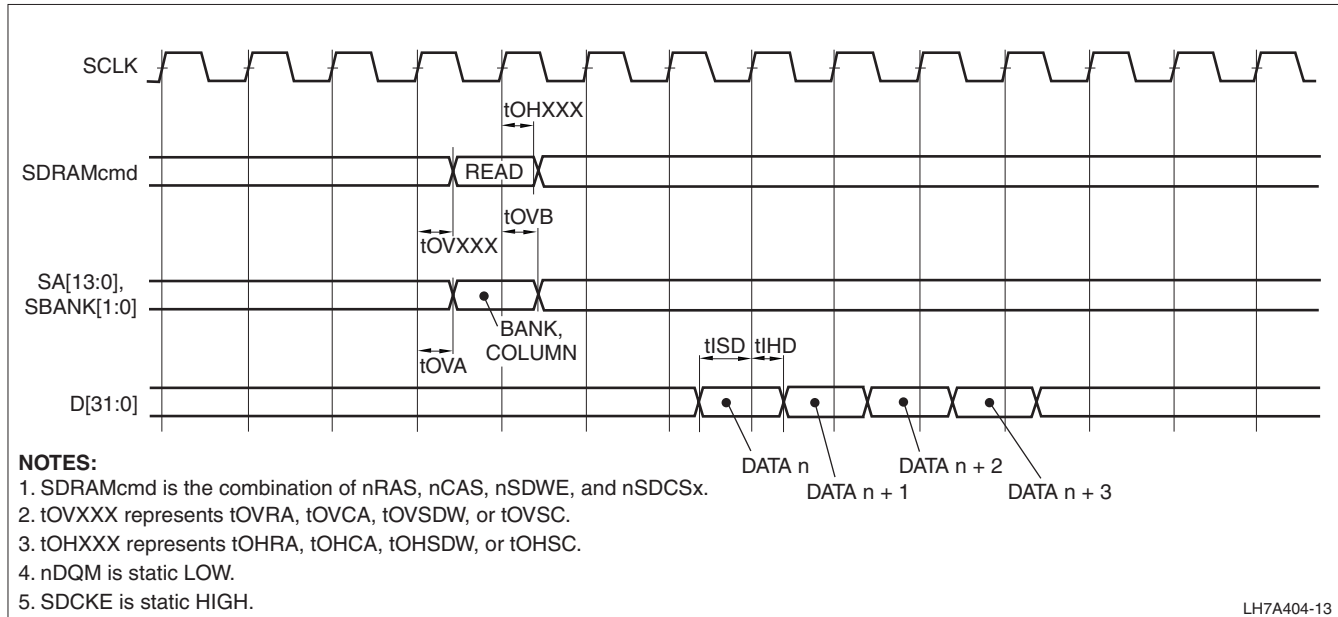 SCLK
tOHXXX
SDRAMcmd
READ
tOVB
tOVXXX
SA[13:0],
SBANK[1:0]
BANK,
COLUMN
tOVA
tISD
tIHD
D[31:0]
DATA n
DATA n + 1
DATA n + 2
DATA n + 3
NOTES:
1. SDRAMcmd is the combination of nRAS, nCAS, nSDWE, and nSDCSx.
2. tOVXXX represents tOVRA, tOVCA, tOVSDW, or tOVSC.
3. tOHXXX represents tOHRA, tOHCA, tOHSDW, or tOHSC.
4. nDQM is static LOW.
5. SDCKE is static HIGH.
LH7A404-13